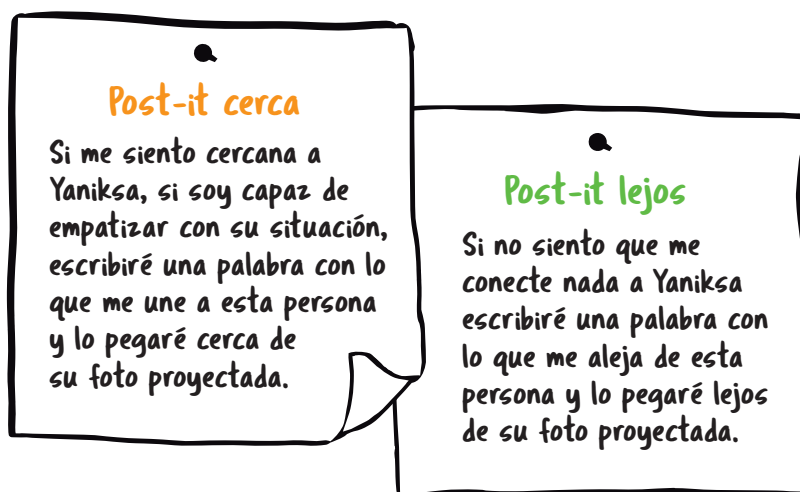 Post-it cerca
Si me siento cercana a
Yaniksa, si soy capaz de
empatizar con su situación,
escribiré una palabra con lo
que me une a esta persona
y lo pegaré cerca de
su foto proyectada.
Post-it lejos
Si no siento que me
conecte nada a Yaniksa
escribiré una palabra con
lo que me aleja de esta
persona y lo pegaré lejos
de su foto proyectada.